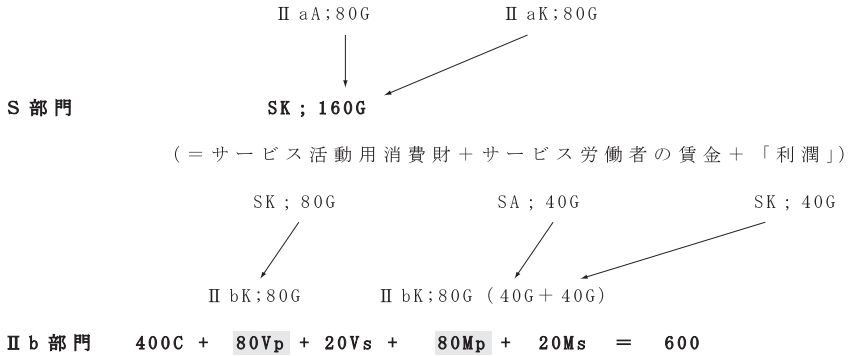 Ⅱ aA;80G Ⅱ aK;80G
S 部門 SK ; 160G
(＝サービス活動用消費財＋サービス労働者の賃金＋「利潤」)
SK ; 80G SA ; 40G SK ; 40G
Ⅱ bK;80G Ⅱ bK;80G (40G＋40G)
Ⅱ b 部門 400C + 80Vp + 20Vs + 80Mp + 20Ms ＝ 600